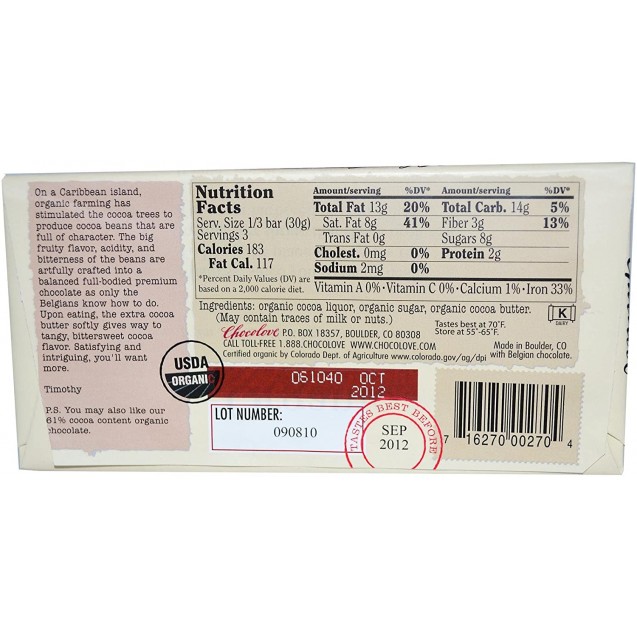 On a Caribbean island,
organic farming has
stimulated the cocoa trees to
produce cocoa beans that are
full of character. The big
fruity flavor, acidity, and
bitterness of the beans are
artfully crafted into a
balanced full-bodied premium
chocolate as only the
Belgians know how to do.
Upon eating, the extra cocoa
butter softly gives way to
tangy, bittersweet cocoa
flavor. Satisfying and
intriguing, you'll want
more.
Timothy
P.S. You may also like our
61% cocoa content organic
chocolate.
Nutrition
Facts
Serv. Size 1/3 bar (30g)
Servings 3
Calories 183
Fat Cal. 117
*Percent Daily Values (DV) are
based on a 2,000 calorie diet.
Amount/serving %DV* Amount/serving %DV*
Total Fat 13g 20% Total Carb. 14g 5%
Sat. Fat 8g 41% Fiber 3g 13%
Trans Fat 0g Sugars 8g
Cholest. 0mg 0% Protein 2g
Sodium 2mg 0%
Vitamin A 0% · Vitamin C 0% · Calcium 1% · Iron 33%
Ingredients: organic cocoa liquor, organic sugar, organic cocoa butter.
(May contain traces of milk or nuts.)
K
DAIRY
Chocolove P.O. BOX 18357, BOULDER, CO 80308
CALL TOLL-FREE 1.888.CHOCOLOVE WWW.CHOCOLOVE.COM
Certified organic by Colorado Dept. of Agriculture www.colorado.gov/ag/dpi
Tastes best at 70°F.
Store at 55°-65°F.
Made in Boulder, CO
with Belgian chocolate.
USDA
ORGANIC
061040 OCT
2012
LOT NUMBER:
090810
TASTES BEST BEFORE
SEP
2012
7 16270 00270 4